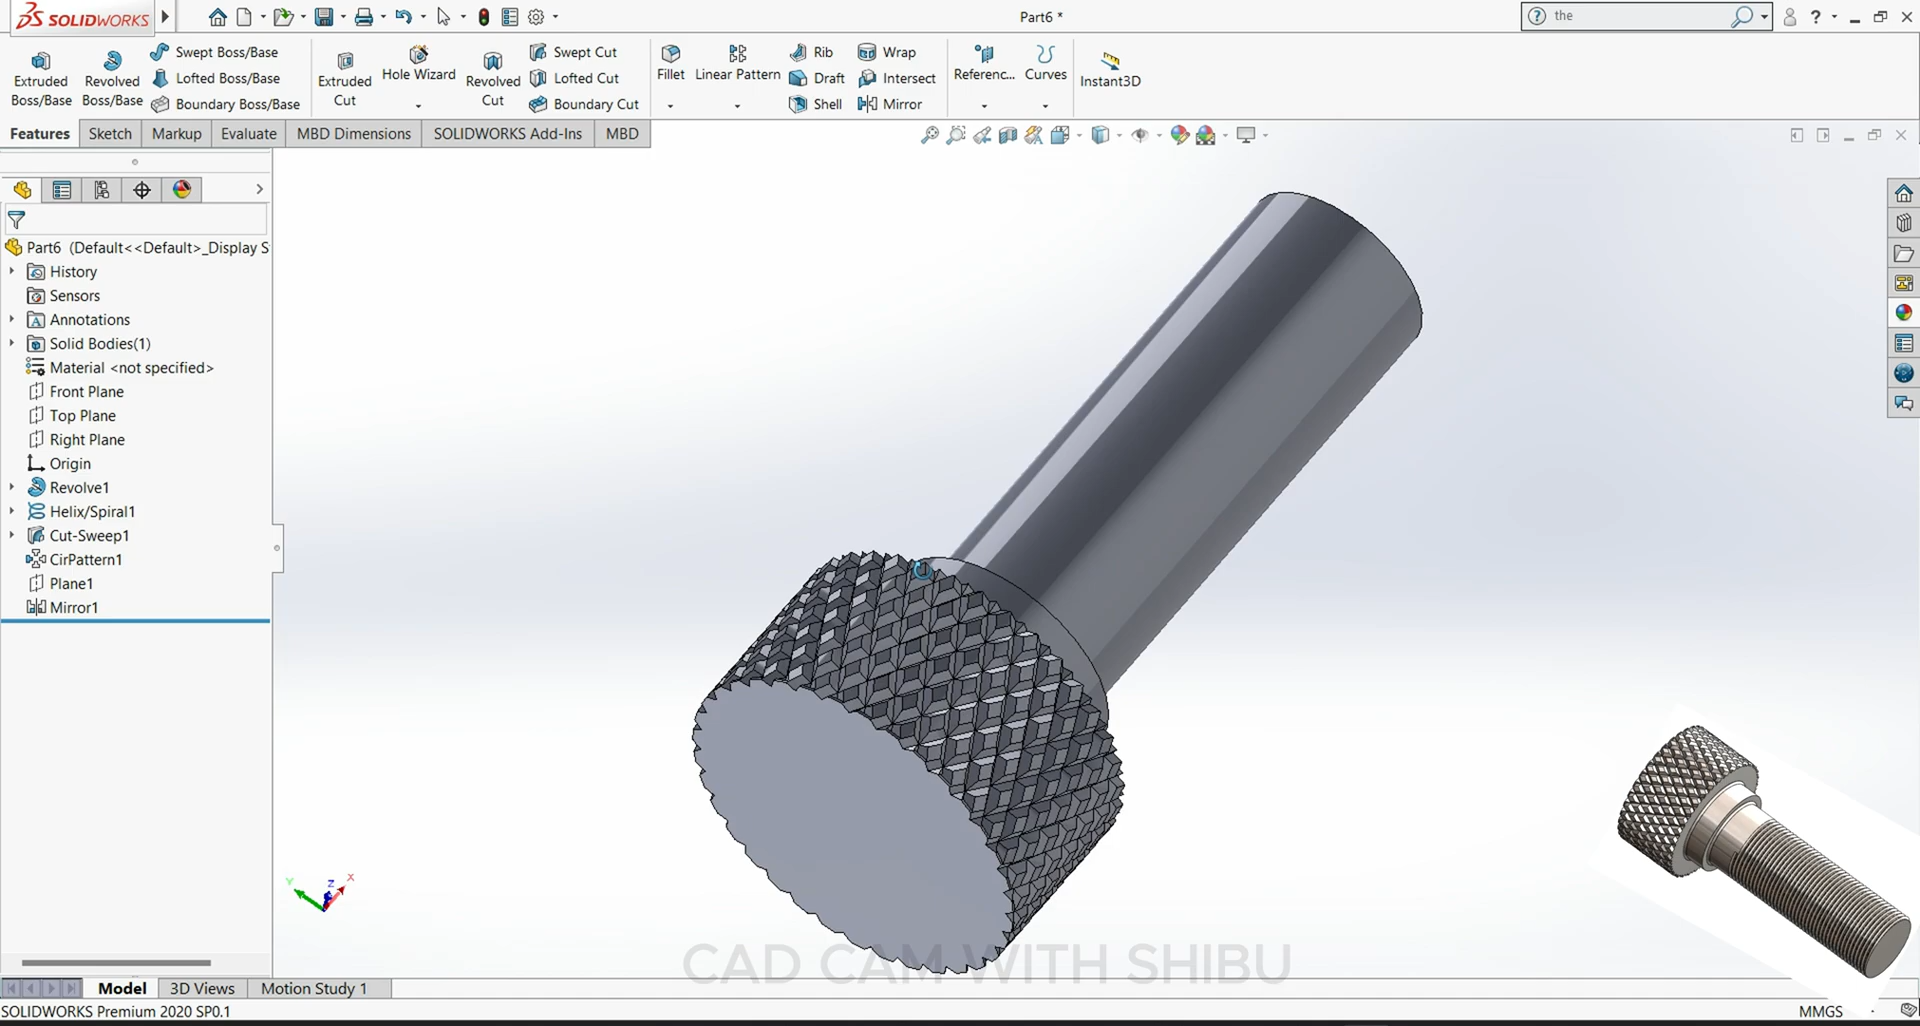 SOLIDWORKS
Part6 *
the
Extruded Boss/Base
Revolved Boss/Base
Swept Boss/Base
Lofted Boss/Base
Boundary Boss/Base
Extruded Cut
Hole Wizard
Revolved Cut
Swept Cut
Lofted Cut
Boundary Cut
Fillet
Linear Pattern
Rib
Draft
Shell
Wrap
Intersect
Mirror
Referenc...
Curves
Instant3D
Features
Sketch
Markup
Evaluate
MBD Dimensions
SOLIDWORKS Add-Ins
MBD
Part6 (Default<<Default>_Display S
History
Sensors
Annotations
Solid Bodies(1)
Material <not specified>
Front Plane
Top Plane
Right Plane
Origin
Revolve1
Helix/Spiral1
Cut-Sweep1
CirPattern1
Plane1
Mirror1
Y
Z
X
CAD CAM WITH SHIBU
Model
3D Views
Motion Study 1
SOLIDWORKS Premium 2020 SP0.1
MMGS